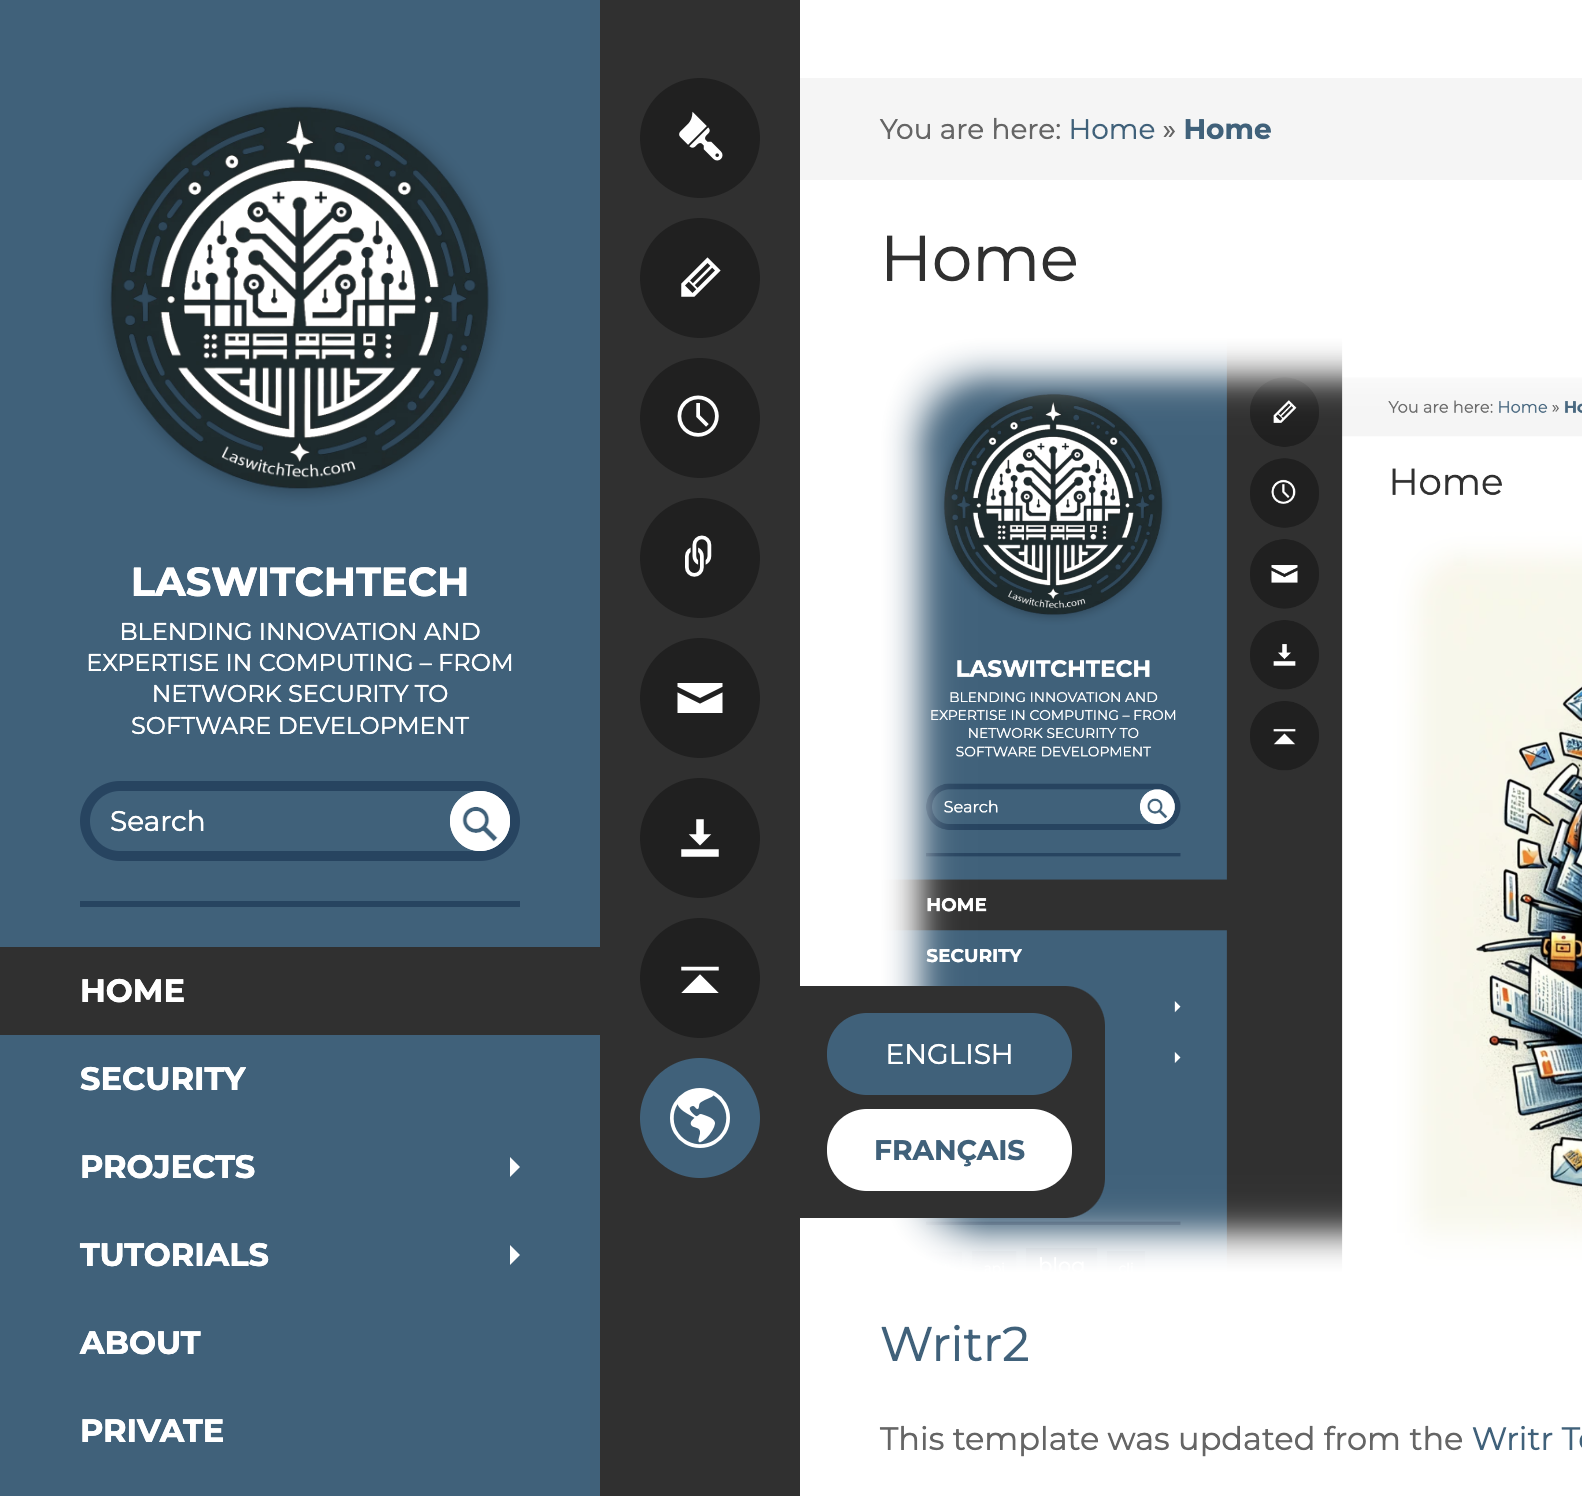 LaswitchTech.com
LASWITCHTECH
BLENDING INNOVATION AND
EXPERTISE IN COMPUTING – FROM
NETWORK SECURITY TO
SOFTWARE DEVELOPMENT
Search
HOME
SECURITY
PROJECTS
TUTORIALS
ABOUT
PRIVATE
You are here: Home » Home
Home
LaswitchTech.com
LASWITCHTECH
BLENDING INNOVATION AND
EXPERTISE IN COMPUTING – FROM
NETWORK SECURITY TO
SOFTWARE DEVELOPMENT
Search
HOME
SECURITY
You are here: Home »
Home
ENGLISH
FRANÇAIS
blog
Writr2
This template was updated from the Writr